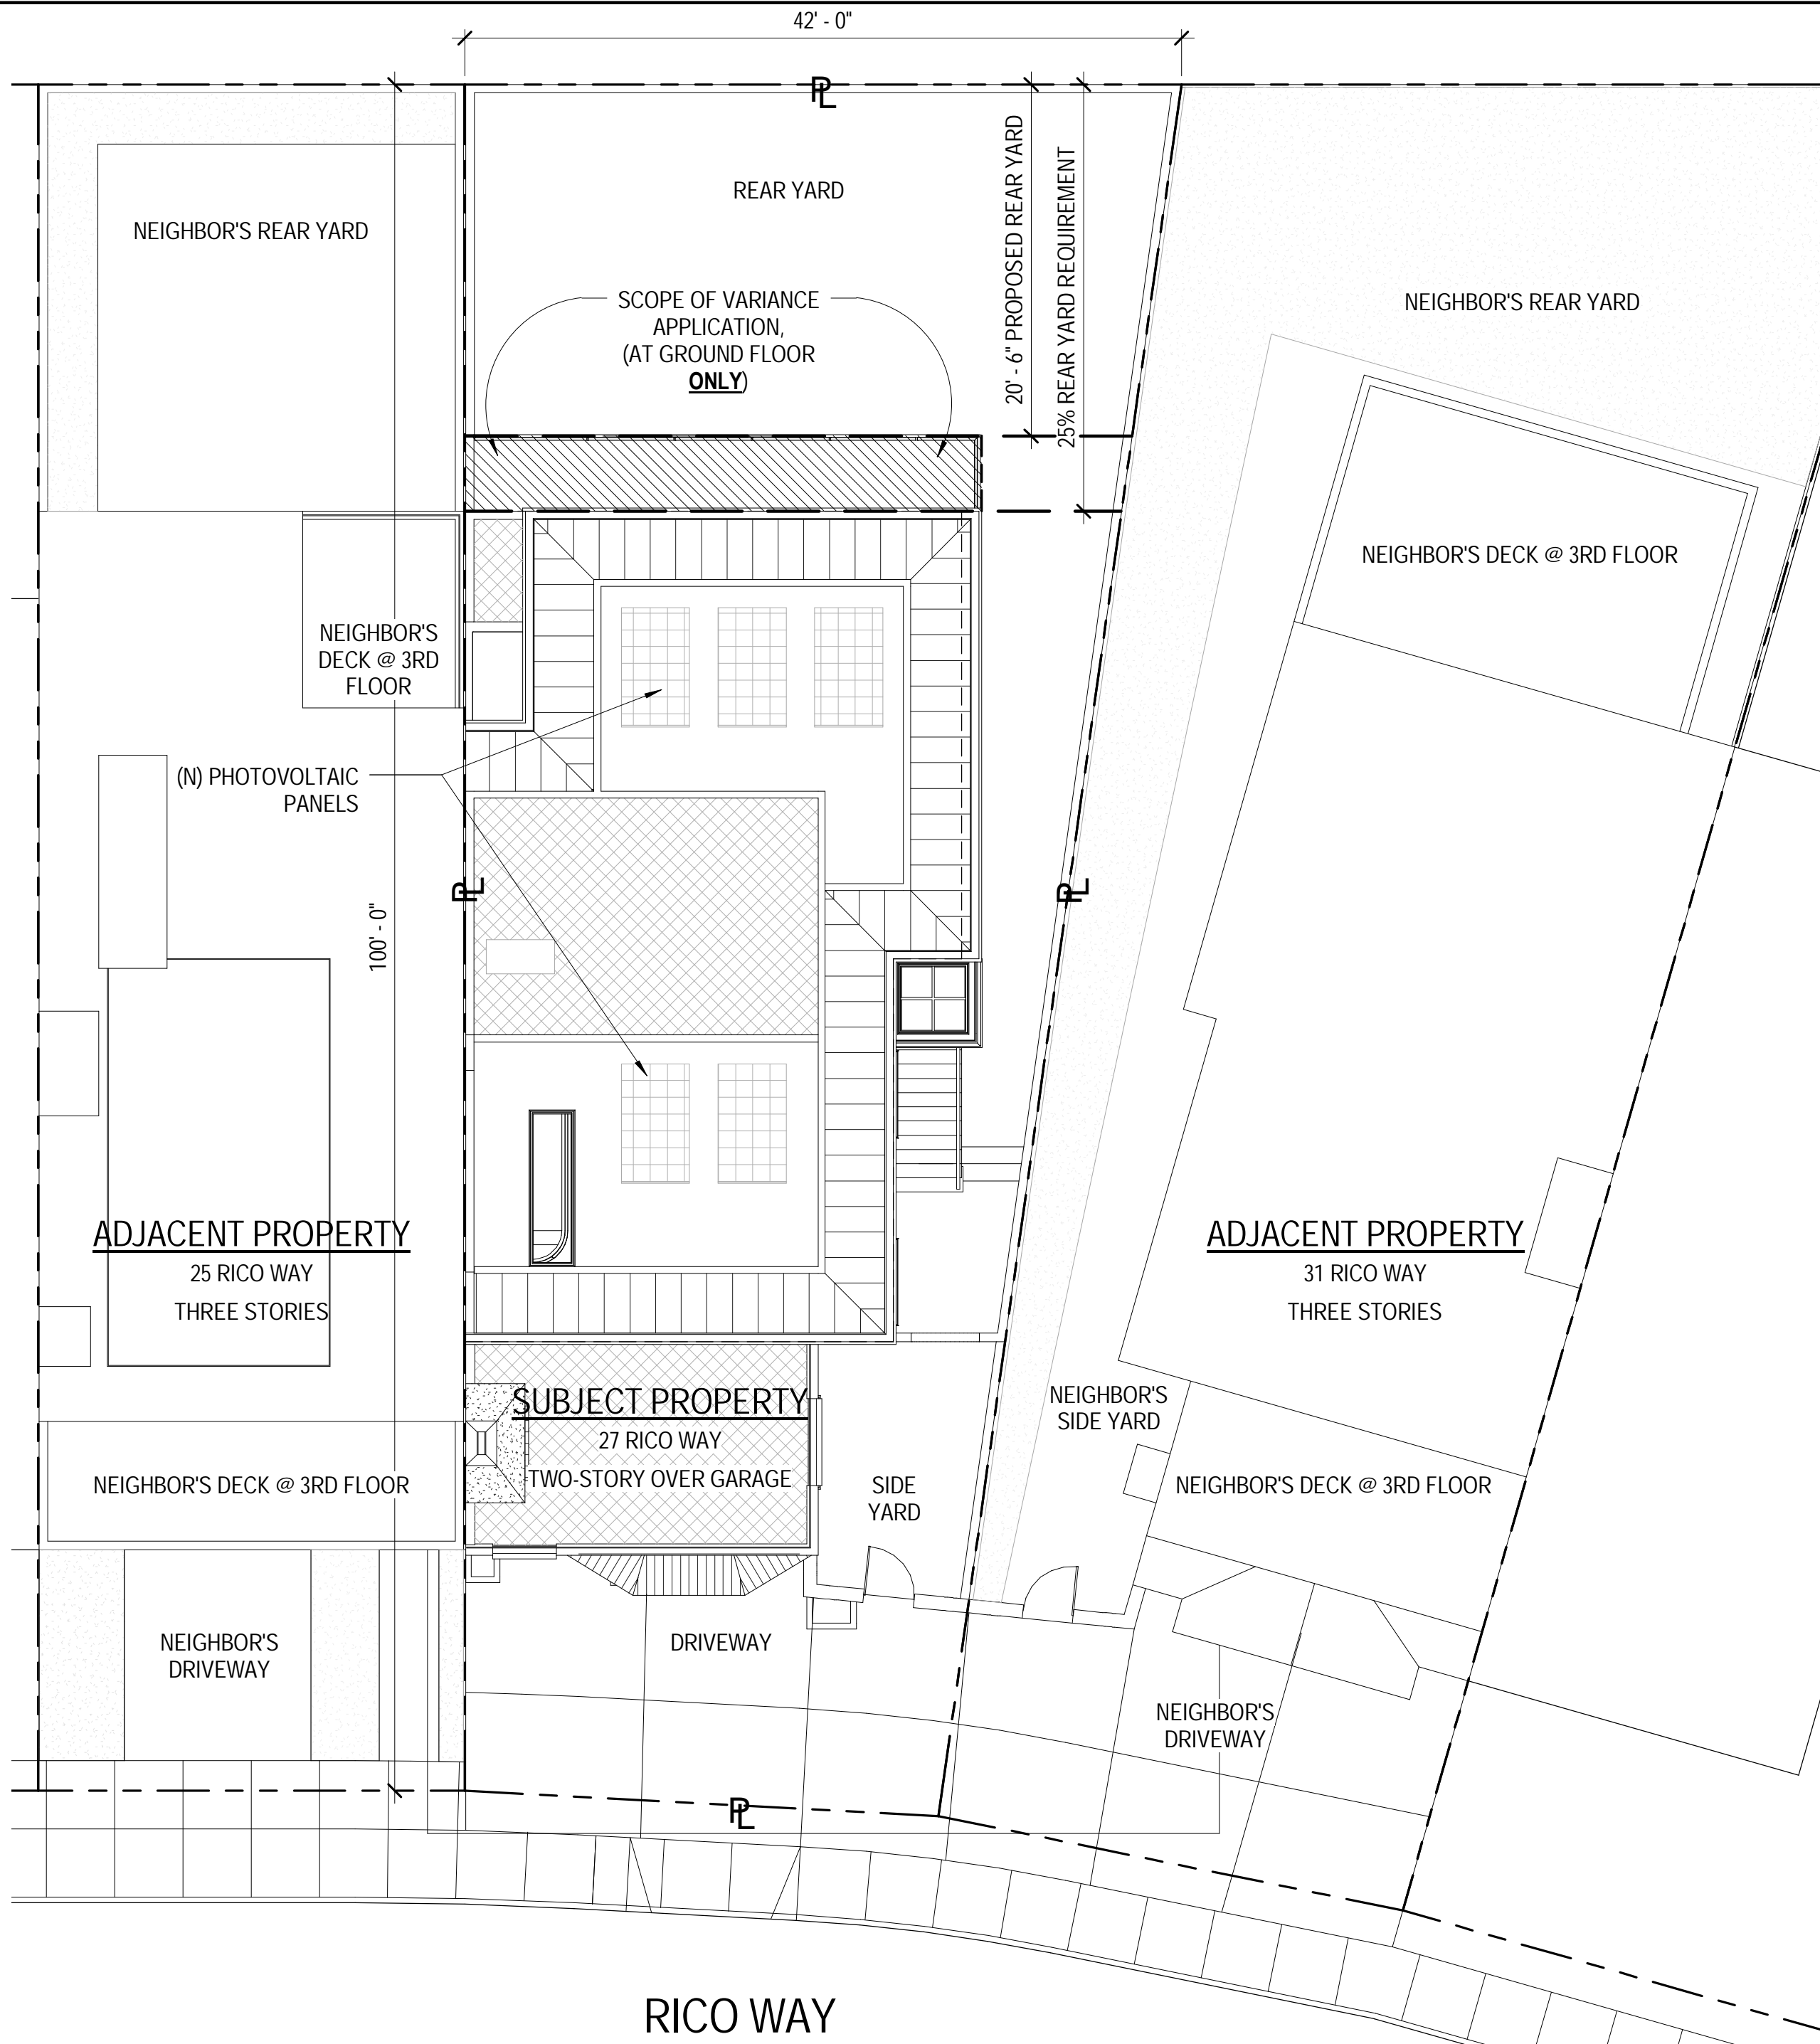 42' - 0"
PL
20' - 6" PROPOSED REAR YARD
25% REAR YARD REQUIREMENT
REAR YARD
NEIGHBOR'S REAR YARD
SCOPE OF VARIANCE
APPLICATION,
(AT GROUND FLOOR
ONLY)
NEIGHBOR'S REAR YARD
NEIGHBOR'S DECK @ 3RD FLOOR
NEIGHBOR'S
DECK @ 3RD
FLOOR
(N) PHOTOVOLTAIC
PANELS
PL
PL
100' - 0"
ADJACENT PROPERTY
25 RICO WAY
THREE STORIES
ADJACENT PROPERTY
31 RICO WAY
THREE STORIES
SUBJECT PROPERTY
27 RICO WAY
TWO-STORY OVER GARAGE
NEIGHBOR'S
SIDE YARD
NEIGHBOR'S DECK @ 3RD FLOOR
SIDE
YARD
NEIGHBOR'S DECK @ 3RD FLOOR
NEIGHBOR'S
DRIVEWAY
DRIVEWAY
NEIGHBOR'S
DRIVEWAY
PL
RICO WAY